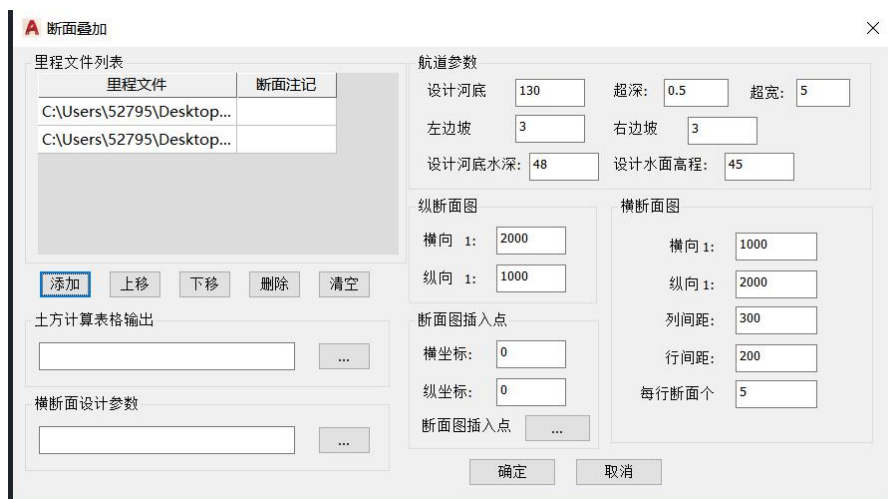 断面叠加
里程文件列表
里程文件 断面注记
C:\Users\52795\Desktop...
C:\Users\52795\Desktop...
添加 上移 下移 删除 清空
土方计算表格输出
...
横断面设计参数
...
航道参数
设计河底 130 超深: 0.5 超宽: 5
左边坡 3 右边坡 3
设计河底水深: 48 设计水面高程: 45
纵断面图
横向 1: 2000
纵向 1: 1000
断面图插入点
横坐标: 0
纵坐标: 0
断面图插入点 ...
横断面图
横向1: 1000
纵向1: 2000
列间距: 300
行间距: 200
每行断面个 5
确定 取消